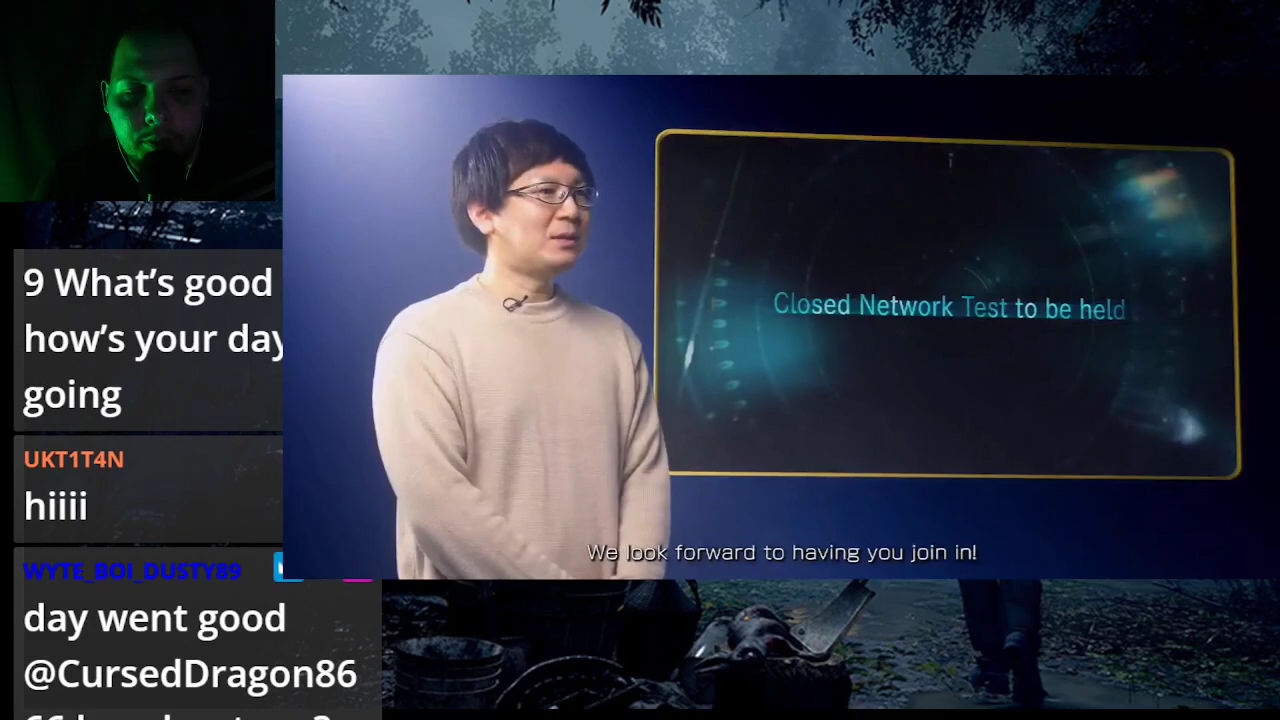 9 What’s good
how’s your day
going
UKT1T4N
hiiii
WYTE_BOI_DUSTY89
day went good
@CursedDragon86
Closed Network Test to be held
We look forward to having you join in!